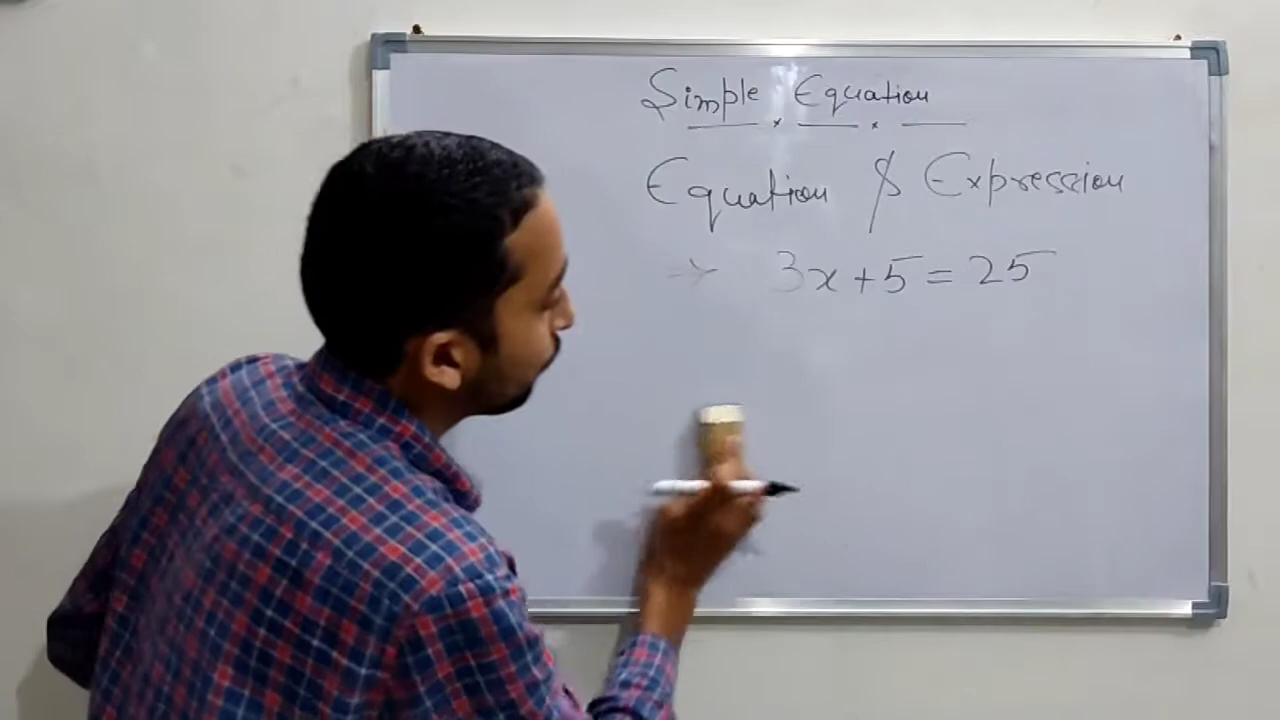 Simple Equation
Equation & Expression
→ 3x + 5 = 25